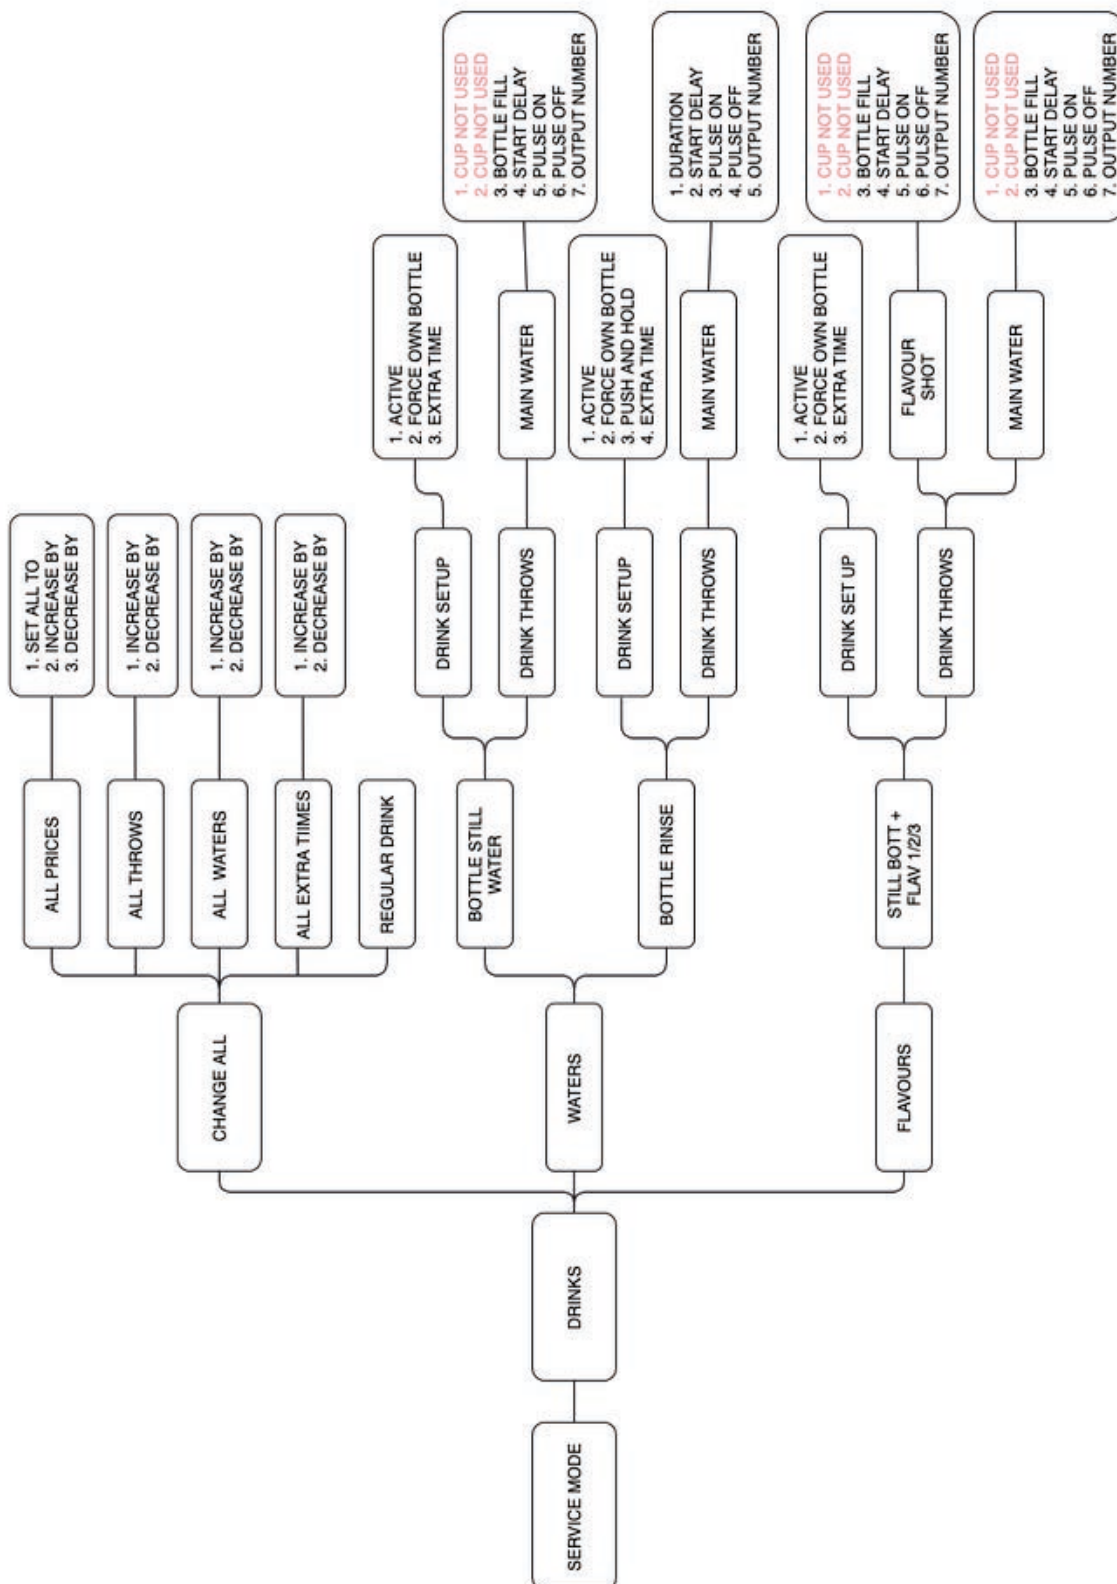 SERVICE MODE
DRINKS
CHANGE ALL
ALL PRICES
1. SET ALL TO
2. INCREASE BY
3. DECREASE BY
ALL THROWS
1. INCREASE BY
2. DECREASE BY
ALL WATERS
1. INCREASE BY
2. DECREASE BY
ALL EXTRA TIIMES
1. INCREASE BY
2. DECREASE BY
REGULAR DRINK
WATERS
BOTTLE STILL
WATER
DRINK SETUP
1. ACTIVE
2. FORCE OWN BOTTLE
3. EXTRA TIME
DRINK THROWS
MAIN WATER
1. CUP NOT USED
2. CUP NOT USED
3. BOTTLE FILL
4. START DELAY
5. PULSE ON
6. PULSE OFF
7. OUTPUT NUMBER
BOTTLE RINSE
DRINK SETUP
1. ACTIVE
2. FORCE OWN BOTTLE
3. PUSH AND HOLD
4. EXTRA TIME
DRINK THROWS
MAIN WATER
1. DURATION
2. START DELAY
3. PULSE ON
4. PULSE OFF
5. OUTPUT NUMBER
FLAVOURS
STILL BOTT +
FLAV 1/2/3
DRINK SET UP
1. ACTIVE
2. FORCE OWN BOTTLE
3. EXTRA TIME
DRINK THROWS
FLAVOUR
SHOT
1. CUP NOT USED
2. CUP NOT USED
3. BOTTLE FILL
4. START DELAY
5. PULSE ON
6. PULSE OFF
7. OUTPUT NUMBER
MAIN WATER
1. CUP NOT USED
2. CUP NOT USED
3. BOTTLE FILL
4. START DELAY
5. PULSE ON
6. PULSE OFF
7. OUTPUT NUMBER